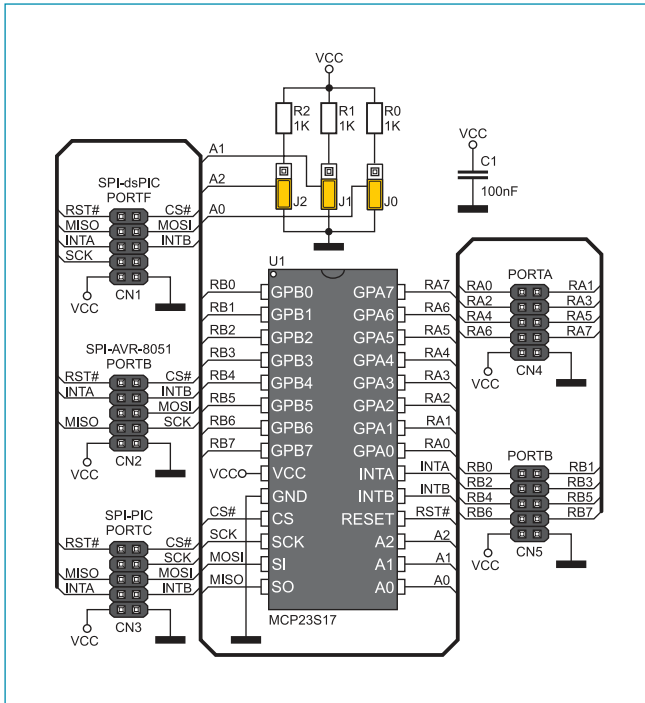 VCC
R2 R1 R0
1K 1K 1K
VCC
C1
100nF
A1
A2
A0
J2 J1 J0
SPI-dsPIC
PORTF
RST# CS#
MISO MOSI
INTA INTB
SCK
VCC
CN1
SPI-AVR-8051
PORTB
RST# CS#
INTA INTB
MOSI
MISO SCK
VCC
CN2
SPI-PIC
PORTC
RST# CS#
SCK
MISO MOSI
INTA INTB
VCC
CN3
U1
RB0 GPB0 GPA7 RA7
RB1 GPB1 GPA6 RA6
RB2 GPB2 GPA5 RA5
RB3 GPB3 GPA4 RA4
RB4 GPB4 GPA3 RA3
RB5 GPB5 GPA2 RA2
RB6 GPB6 GPA1 RA1
RB7 GPB7 GPA0 RA0
VCC VCC INTA INTA
GND INTB INTB
CS# CS RESET RST#
SCK SCK A2 A2
MOSI SI A1 A1
MISO SO A0 A0
MCP23S17
PORTA
RA0 RA1
RA2 RA3
RA4 RA5
RA6 RA7
VCC
CN4
PORTB
RB0 RB1
RB2 RB3
RB4 RB5
RB6 RB7
VCC
CN5